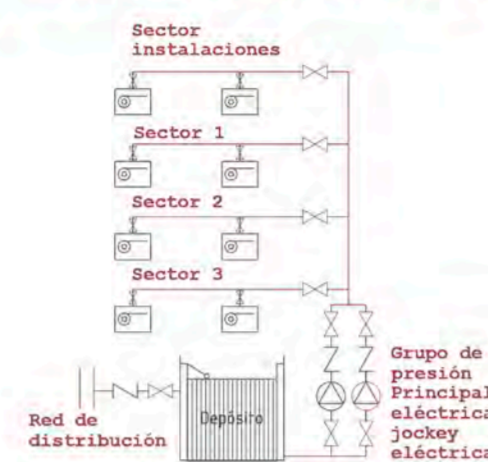 Sector
instalaciones
Sector 1
Sector 2
Sector 3
Grupo de
presión
Principal
eléctrica
jockey
eléctrica
Depósito
Red de
distribución